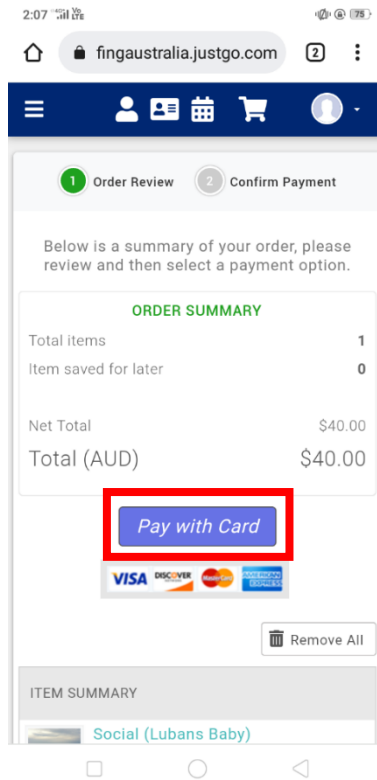 2:07
75
fingaustralia.justgo.com
2
1 Order Review 2 Confirm Payment
Below is a summary of your order, please
review and then select a payment option.
ORDER SUMMARY
Total items 1
Item saved for later 0
Net Total $40.00
Total (AUD) $40.00
Pay with Card
VISA DISCOVER MasterCard AMERICAN EXPRESS
Remove All
ITEM SUMMARY
Social (Lubans Baby)